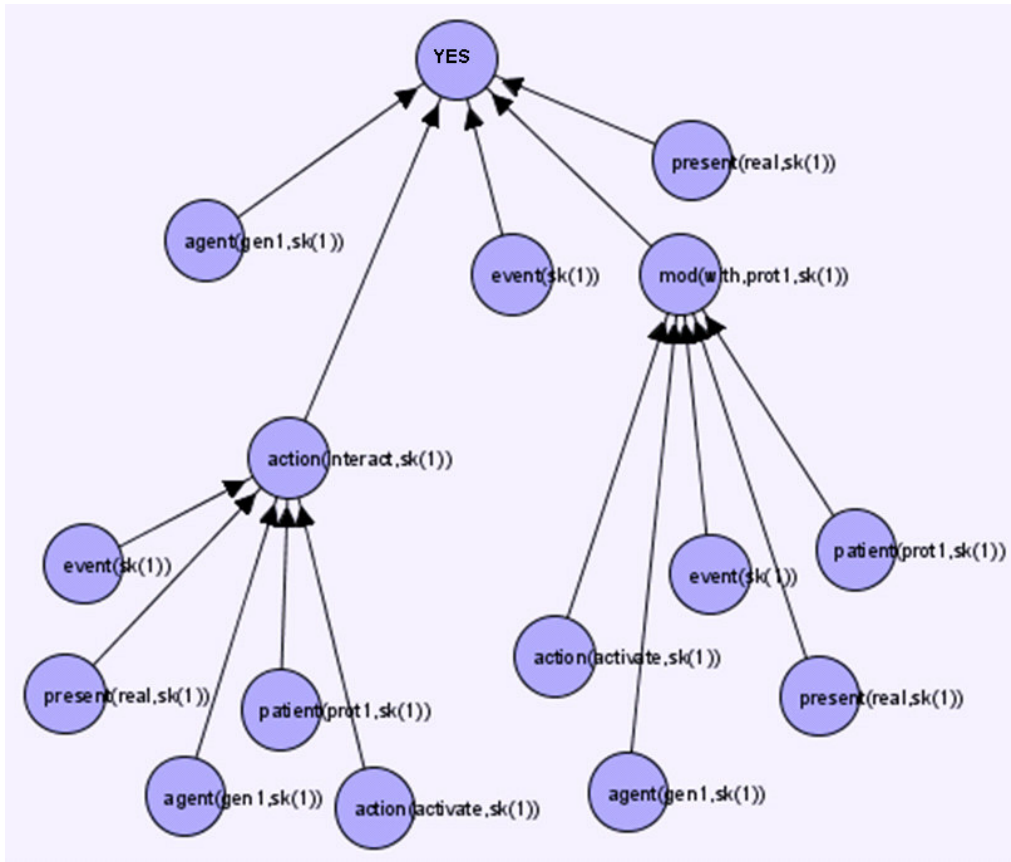 YES
present(real,sk(1))
agent(gen1,sk(1))
event(sk(1))
mod(with,prot1,sk(1))
action(interact,sk(1))
event(sk(1))
patient(prot1,sk(1))
event(sk(1))
action(activate,sk(1))
present(real,sk(1))
present(real,sk(1))
patient(prot1,sk(1))
agent(gen1,sk(1))
agent(gen1,sk(1))
action(activate,sk(1))